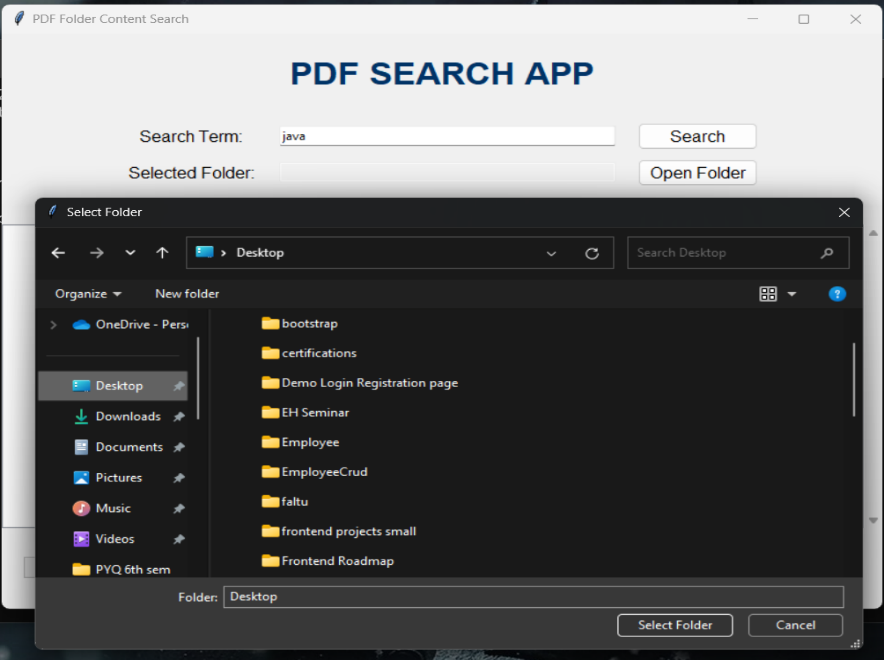 PDF Folder Content Search
PDF SEARCH APP
Search Term: java Search
Selected Folder: Open Folder
Select Folder
Desktop Search Desktop
Organize New folder
OneDrive - Pers
Desktop
Downloads
Documents
Pictures
Music
Videos
PYQ 6th sem
bootstrap
certifications
Demo Login Registration page
EH Seminar
Employee
EmployeeCrud
faltu
frontend projects small
Frontend Roadmap
Folder: Desktop
Select Folder Cancel